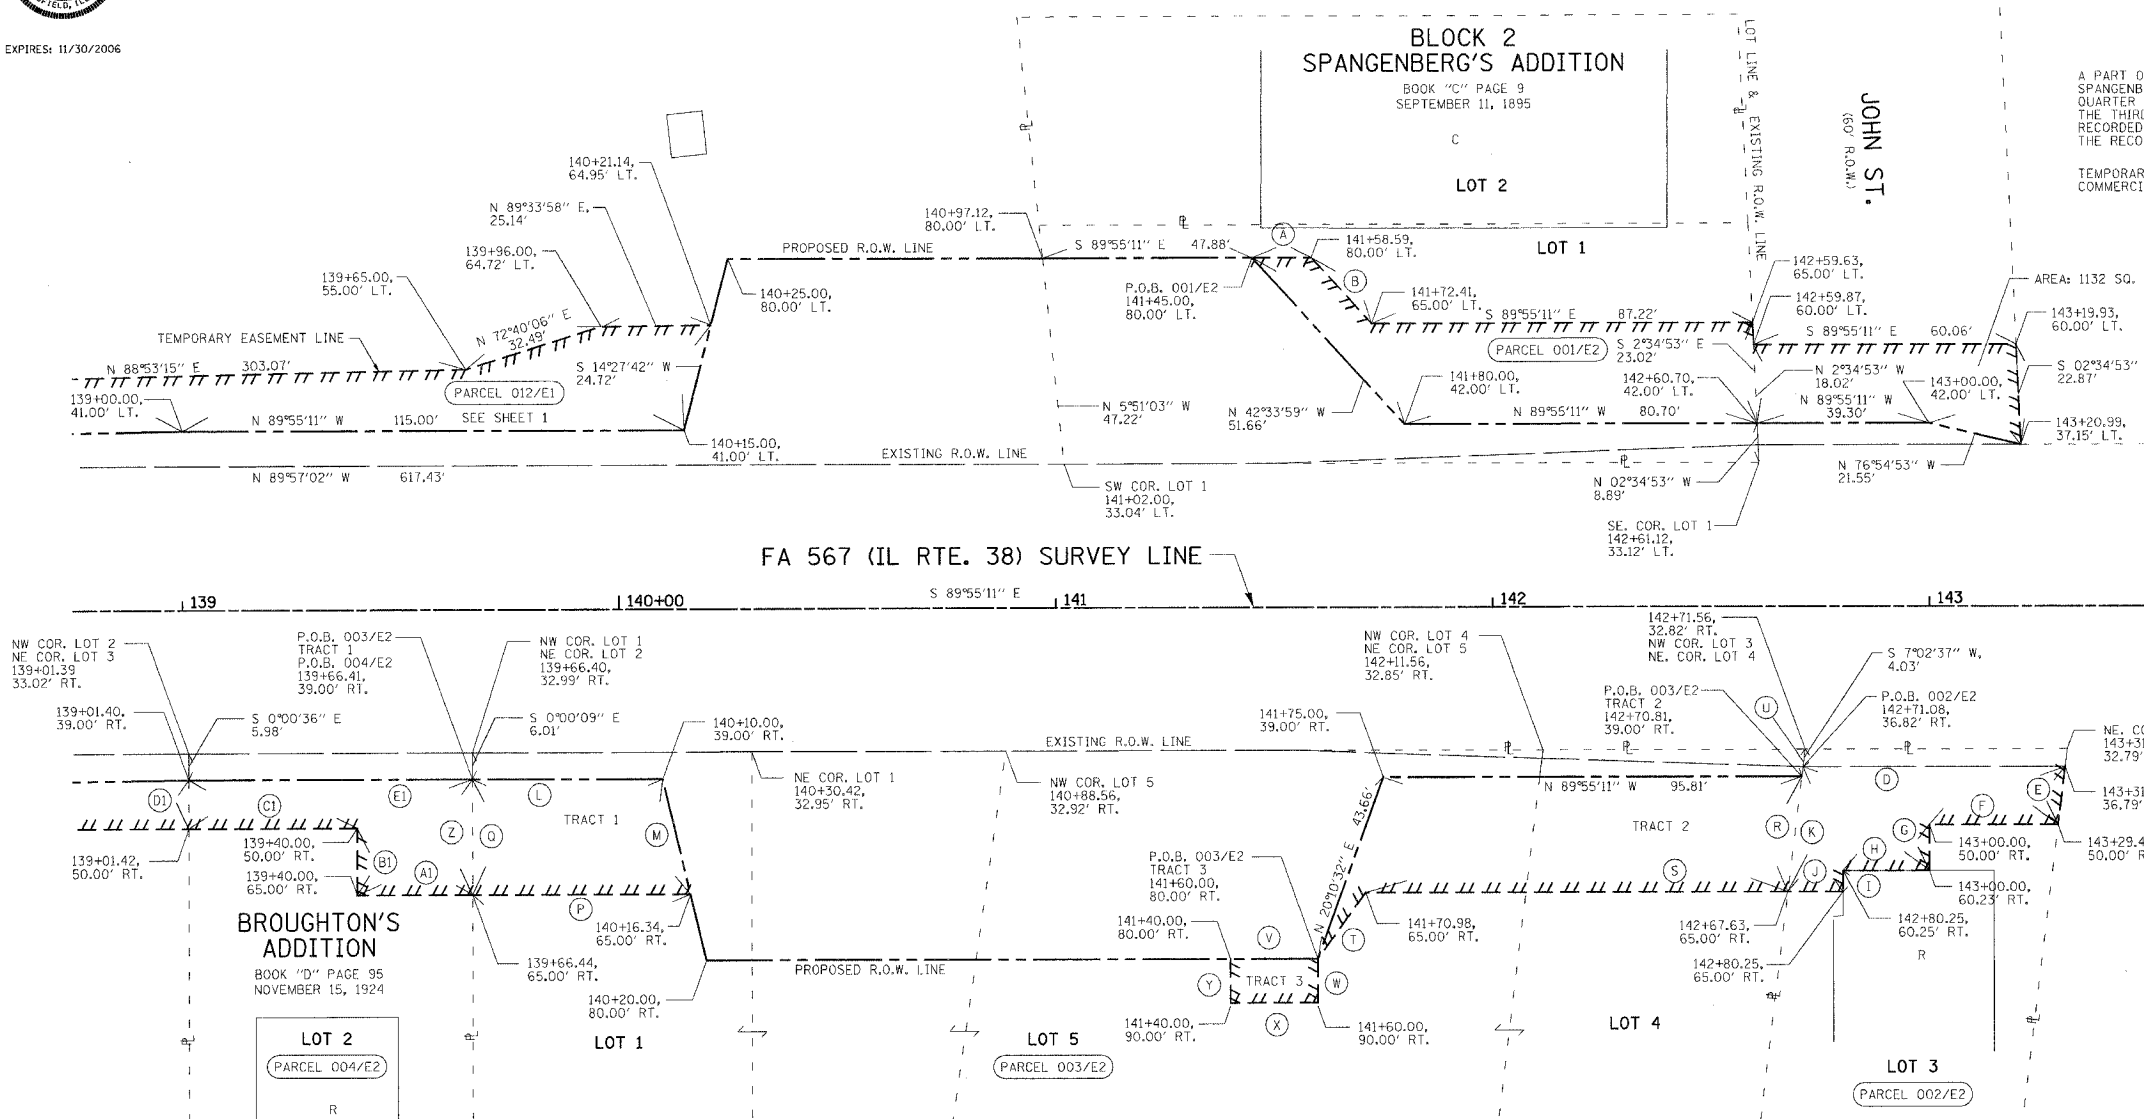 FIELD, IL
EXPIRES: 11/30/2006
BLOCK 2
SPANGENBERG'S ADDITION
BOOK "C" PAGE 9
SEPTEMBER 11, 1895
C
LOT 2
LOT 1
LOT LINE & EXISTING R.O.W. LINE
JOHN ST.
(60' R.O.W.)
A PART O
SPANGENB
QUARTER
THE THIRD
RECORDED
THE RECO
TEMPORAR
COMMERCI
140+21.14,
64.95' LT.
N 89°33'58" E,
25.14'
139+96.00,
64.72' LT.
139+65.00,
55.00' LT.
TEMPORARY EASEMENT LINE
N 72°40'06" E
32.49'
N 88°53'15" E 303.07'
139+00.00,
41.00' LT.
PARCEL 012/E1
SEE SHEET 1
S 14°27'42" W
24.72'
N 89°55'11" W 115.00'
140+15.00,
41.00' LT.
140+25.00,
80.00' LT.
PROPOSED R.O.W. LINE
140+97.12,
80.00' LT.
S 89°55'11" E 47.88'
A
141+58.59,
80.00' LT.
P.O.B. 001/E2
141+45.00,
80.00' LT.
B
141+72.41,
65.00' LT.
S 89°55'11" E 87.22'
PARCEL 001/E2
S 2°34'53" E
23.02'
142+59.63,
65.00' LT.
142+59.87,
60.00' LT.
S 89°55'11" E 60.06'
AREA: 1132 SQ.
143+19.93,
60.00' LT.
S 02°34'53"
22.87'
N 2°34'53" W
18.02'
N 89°55'11" W
39.30'
143+00.00,
42.00' LT.
143+20.99,
37.15' LT.
N 76°54'53" W
21.55'
141+80.00,
42.00' LT.
142+60.70,
42.00' LT.
N 89°55'11" W 80.70'
N 5°51'03" W
47.22'
N 42°33'59" W
51.66'
EXISTING R.O.W. LINE
N 89°57'02" W 617.43'
SW COR. LOT 1
141+02.00,
33.04' LT.
N 02°34'53" W
8.89'
SE. COR. LOT 1
142+61.12,
33.12' LT.
FA 567 (IL RTE. 38) SURVEY LINE
S 89°55'11" E
139
140+00
141
142
143
NW COR. LOT 2
NE COR. LOT 3
139+01.39
33.02' RT.
P.O.B. 003/E2
TRACT 1
P.O.B. 004/E2
139+66.41,
39.00' RT.
NW COR. LOT 1
NE COR. LOT 2
139+66.40,
32.99' RT.
139+01.40,
39.00' RT.
S 0°00'36" E
5.98'
S 0°00'09" E
6.01'
140+10.00,
39.00' RT.
NE COR. LOT 1
140+30.42,
32.95' RT.
EXISTING R.O.W. LINE
NW COR. LOT 5
140+88.56,
32.92' RT.
141+75.00,
39.00' RT.
NW COR. LOT 4
NE COR. LOT 5
142+11.56,
32.85' RT.
142+71.56,
32.82' RT.
NW COR. LOT 3
NE. COR. LOT 4
S 7°02'37" W,
4.03'
P.O.B. 003/E2
TRACT 2
142+70.81,
39.00' RT.
U
P.O.B. 002/E2
142+71.08,
36.82' RT.
NE. CO
143+31
32.79'
143+31
36.79'
N 89°55'11" W 95.81'
D
E
F
G
H
I
J
K
R
S
TRACT 2
143+00.00,
50.00' RT.
143+29.4
50.00' R
143+00.00,
60.23' RT.
142+80.25,
60.25' RT.
142+67.63,
65.00' RT.
142+80.25,
65.00' RT.
D1
C1
E1
L
Z
Q
TRACT 1
M
139+01.42,
50.00' RT.
139+40.00,
50.00' RT.
B1
139+40.00,
65.00' RT.
A1
P
140+16.34,
65.00' RT.
139+66.44,
65.00' RT.
140+20.00,
80.00' RT.
PROPOSED R.O.W. LINE
P.O.B. 003/E2
TRACT 3
141+60.00,
80.00' RT.
N 20°10'32" E 43.66'
141+40.00,
80.00' RT.
V
T
141+70.98,
65.00' RT.
TRACT 3
Y
W
X
141+40.00,
90.00' RT.
141+60.00,
90.00' RT.
BROUGHTON'S
ADDITION
BOOK "D" PAGE 95
NOVEMBER 15, 1924
LOT 2
PARCEL 004/E2
R
LOT 1
LOT 5
PARCEL 003/E2
LOT 4
R
LOT 3
PARCEL 002/E2